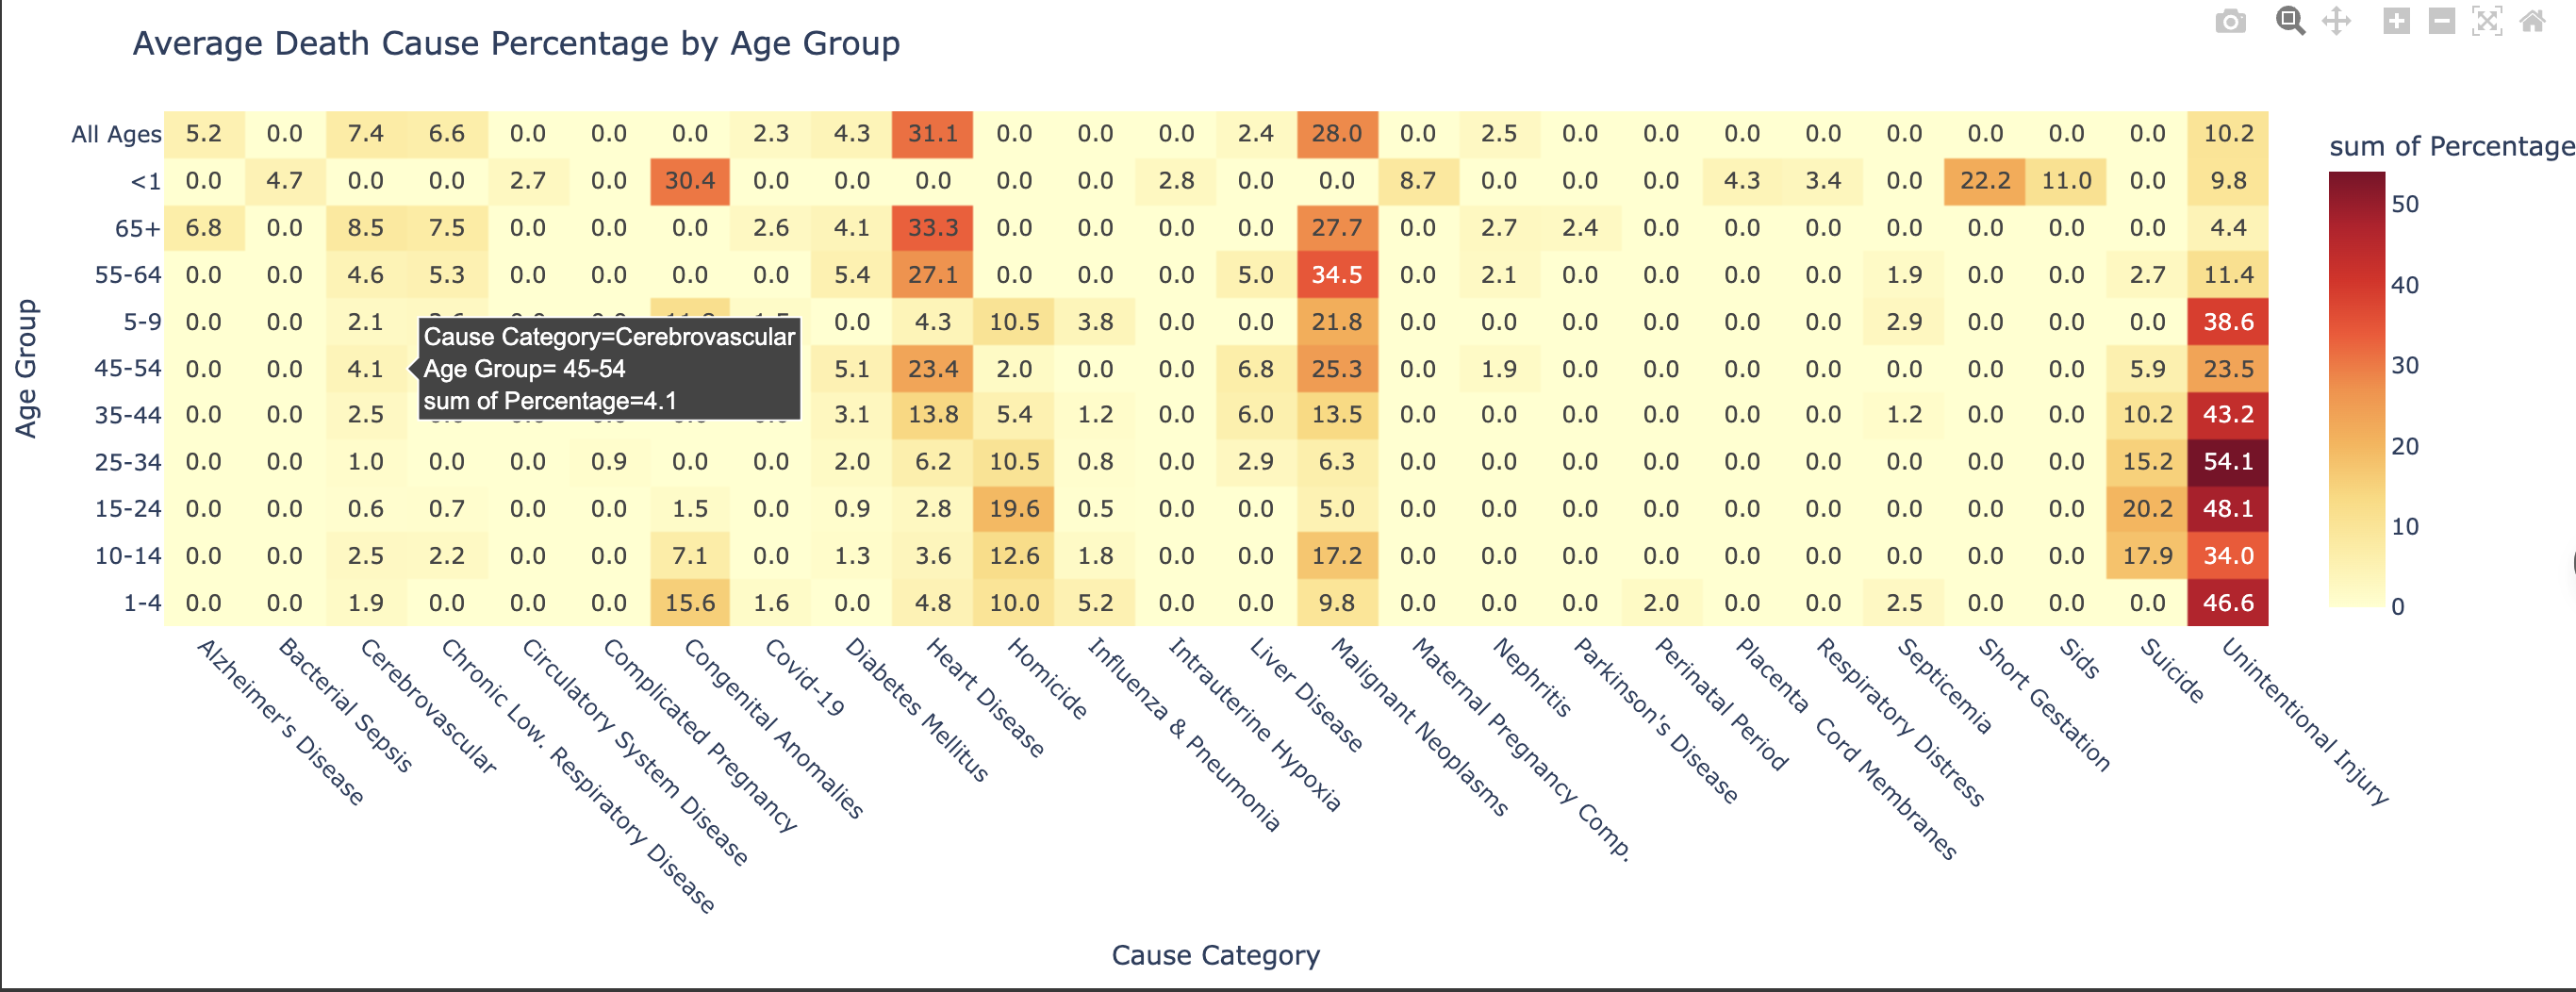 Average Death Cause Percentage by Age Group
All Ages 5.2 0.0 7.4 6.6 0.0 0.0 0.0 2.3 4.3 31.1 0.0 0.0 0.0 2.4 28.0 0.0 2.5 0.0 0.0 0.0 0.0 0.0 0.0 0.0 0.0 10.2
<1 0.0 4.7 0.0 0.0 2.7 0.0 30.4 0.0 0.0 0.0 0.0 0.0 2.8 0.0 0.0 8.7 0.0 0.0 0.0 4.3 3.4 0.0 22.2 11.0 0.0 9.8
65+ 6.8 0.0 8.5 7.5 0.0 0.0 0.0 2.6 4.1 33.3 0.0 0.0 0.0 0.0 27.7 0.0 2.7 2.4 0.0 0.0 0.0 0.0 0.0 0.0 0.0 4.4
55-64 0.0 0.0 4.6 5.3 0.0 0.0 0.0 0.0 5.4 27.1 0.0 0.0 0.0 5.0 34.5 0.0 2.1 0.0 0.0 0.0 0.0 1.9 0.0 0.0 2.7 11.4
5-9 0.0 0.0 2.1 0.0 4.3 10.5 3.8 0.0 0.0 21.8 0.0 0.0 0.0 0.0 0.0 0.0 2.9 0.0 0.0 0.0 38.6
45-54 0.0 0.0 4.1 5.1 23.4 2.0 0.0 0.0 6.8 25.3 0.0 1.9 0.0 0.0 0.0 0.0 0.0 0.0 0.0 5.9 23.5
35-44 0.0 0.0 2.5 3.1 13.8 5.4 1.2 0.0 6.0 13.5 0.0 0.0 0.0 0.0 0.0 0.0 1.2 0.0 0.0 10.2 43.2
25-34 0.0 0.0 1.0 0.0 0.0 0.9 0.0 0.0 2.0 6.2 10.5 0.8 0.0 2.9 6.3 0.0 0.0 0.0 0.0 0.0 0.0 0.0 0.0 0.0 15.2 54.1
15-24 0.0 0.0 0.6 0.7 0.0 0.0 1.5 0.0 0.9 2.8 19.6 0.5 0.0 0.0 5.0 0.0 0.0 0.0 0.0 0.0 0.0 0.0 0.0 0.0 20.2 48.1
10-14 0.0 0.0 2.5 2.2 0.0 0.0 7.1 0.0 1.3 3.6 12.6 1.8 0.0 0.0 17.2 0.0 0.0 0.0 0.0 0.0 0.0 0.0 0.0 0.0 17.9 34.0
1-4 0.0 0.0 1.9 0.0 0.0 0.0 15.6 1.6 0.0 4.8 10.0 5.2 0.0 0.0 9.8 0.0 0.0 0.0 2.0 0.0 0.0 2.5 0.0 0.0 0.0 46.6
Cause Category=Cerebrovascular
Age Group= 45-54
sum of Percentage=4.1
Age Group
Alzheimer's Disease
Bacterial Sepsis
Cerebrovascular
Chronic Low. Respiratory Disease
Circulatory System Disease
Complicated Pregnancy
Congenital Anomalies
Covid-19
Diabetes Mellitus
Heart Disease
Homicide
Influenza & Pneumonia
Intrauterine Hypoxia
Liver Disease
Malignant Neoplasms
Maternal Pregnancy Comp.
Nephritis
Parkinson's Disease
Perinatal Period
Placenta  Cord Membranes
Respiratory Distress
Septicemia
Short Gestation
Sids
Suicide
Unintentional Injury
Cause Category
sum of Percentage
50
40
30
20
10
0